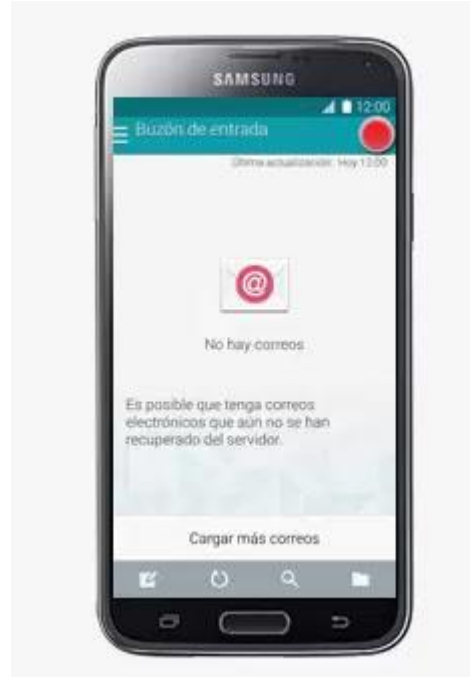 SAMSUNG
12:00
Buzón de entrada
Última actualización: Hoy 12:00
@
No hay correos
Es posible que tenga correos
electrónicos que aún no se han
recuperado del servidor.
Cargar más correos